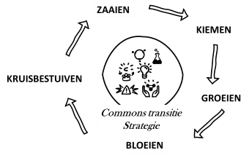 ZAAIEN
KIEMEN
GROEIEN
BLOEIEN
KRUISBESTUIVEN
Commons transitie
Strategie